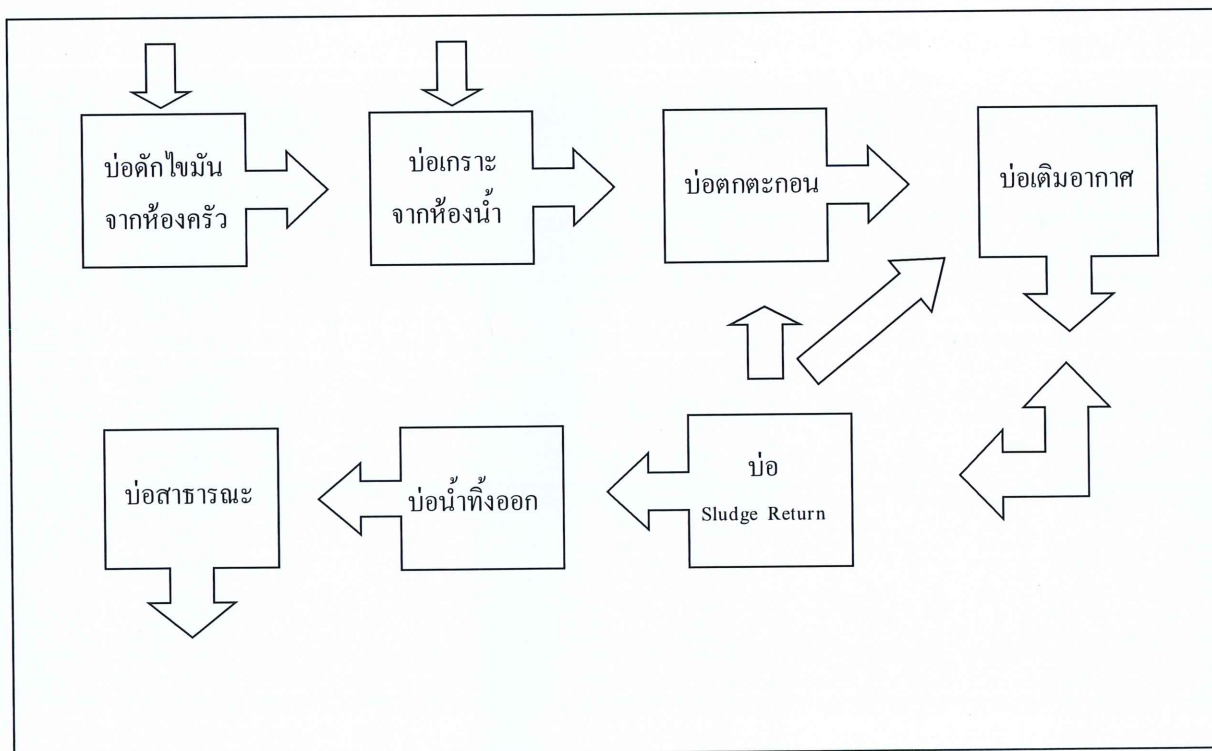 บ่อดักไขมัน
จากห้องครัว
บ่อเกราะ
จากห้องน้ำ
บ่อตกตะกอน
บ่อเติมอากาศ
บ่อสาธารณะ
บ่อน้ำทิ้งออก
บ่อ
Sludge Return